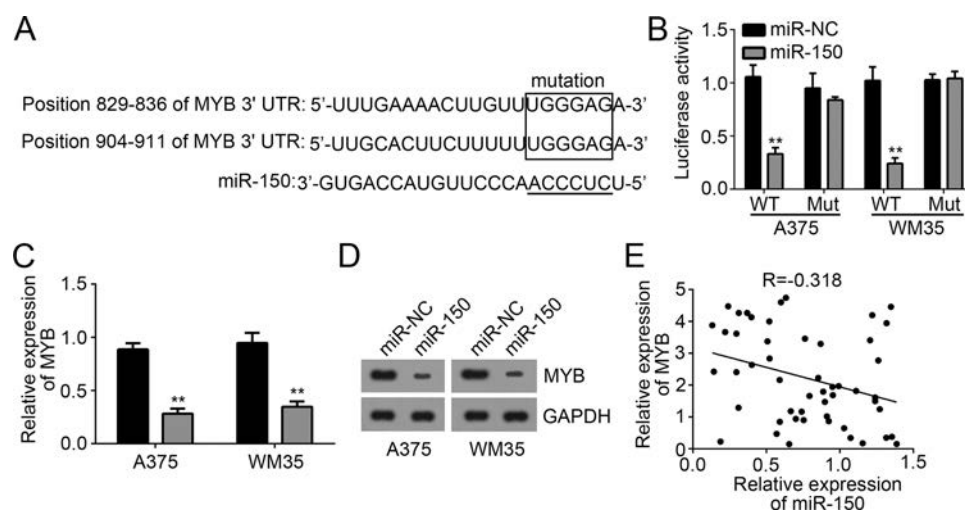 A
mutation
Position 829-836 of MYB 3' UTR: 5'-UUUGAAAACUUGUUUGGGAGA-3'
Position 904-911 of MYB 3' UTR: 5'-UUGCACUUCUUUUUUGGGAGA-3'
miR-150:3'-GUGACCAUGUUCCCAACCCUCU-5'
B
miR-NC
miR-150
Luciferase activity
1.5
1.0
0.5
0.0
** **
WT Mut WT Mut
A375 WM35
C
Relative expression
of MYB
1.5
1.0
0.5
0.0
** **
A375 WM35
D
miR-NC miR-150 miR-NC miR-150
MYB
GAPDH
A375 WM35
E
R=-0.318
Relative expression
of MYB
5
4
3
2
1
0
0.0 0.5 1.0 1.5
Relative expression
of miR-150